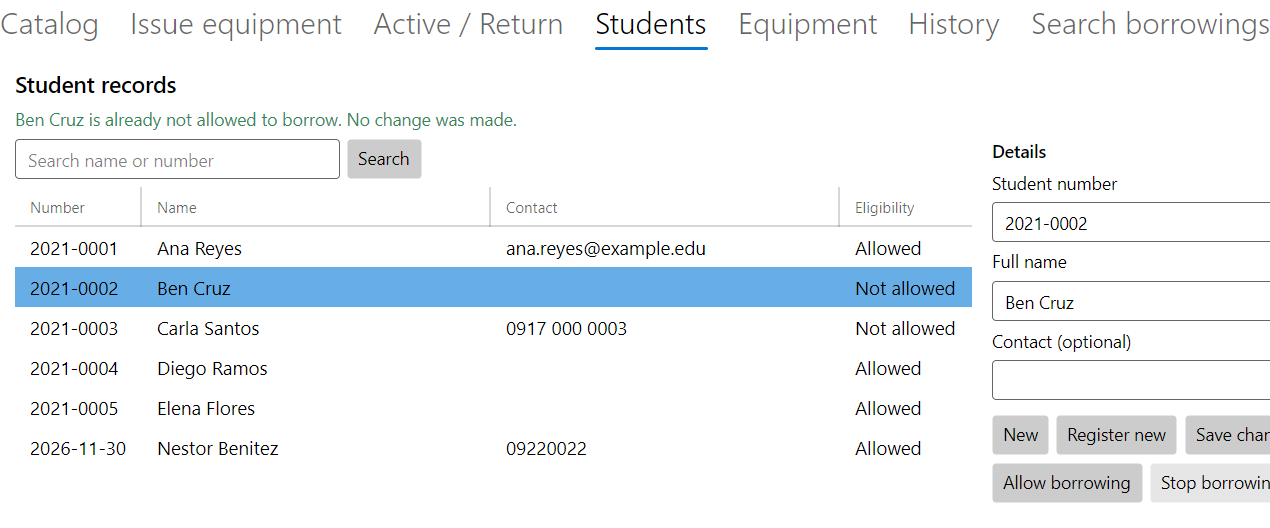 Catalog Issue equipment Active / Return Students Equipment History Search borrowings
Student records
Ben Cruz is already not allowed to borrow. No change was made.
Search name or number Search
Number Name Contact Eligibility
2021-0001 Ana Reyes ana.reyes@example.edu Allowed
2021-0002 Ben Cruz Not allowed
2021-0003 Carla Santos 0917 000 0003 Not allowed
2021-0004 Diego Ramos Allowed
2021-0005 Elena Flores Allowed
2026-11-30 Nestor Benitez 09220022 Allowed
Details
Student number
2021-0002
Full name
Ben Cruz
Contact (optional)
New Register new Save
Allow borrowing Stop